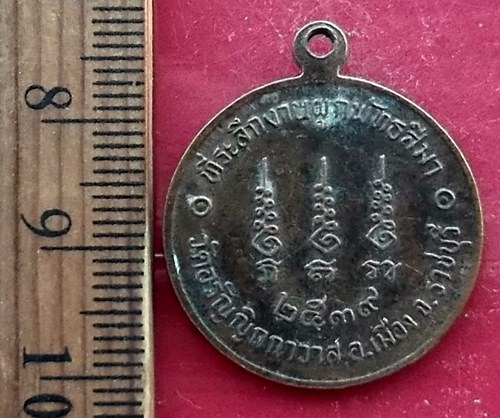 ที่ระลึกงานผูกพัทธสีมา
วัดอรัญญิกาวาส อ.เมือง จ.ราชบุรี
๒๕๓๙
8
9
10